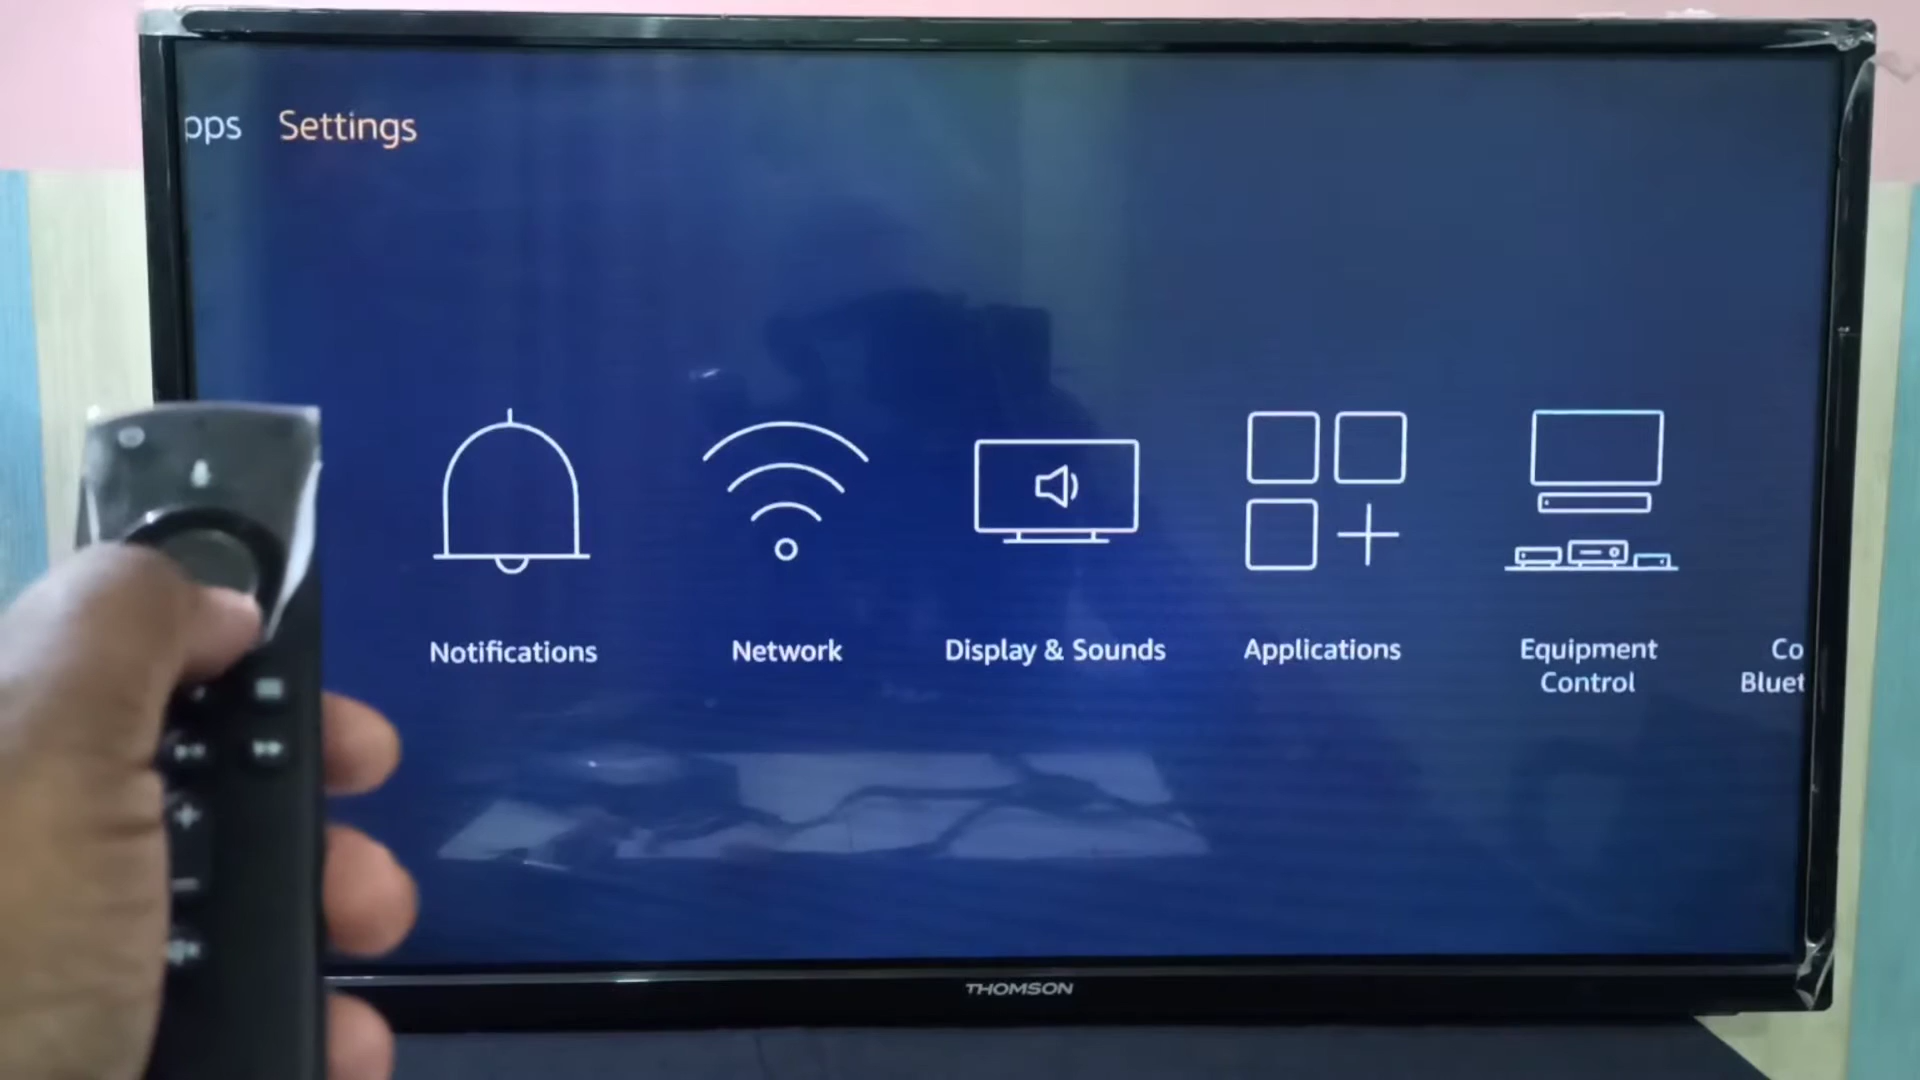 pps Settings
Notifications
Network
Display & Sounds
Applications
Equipment
Control
Co
Bluet
THOMSON